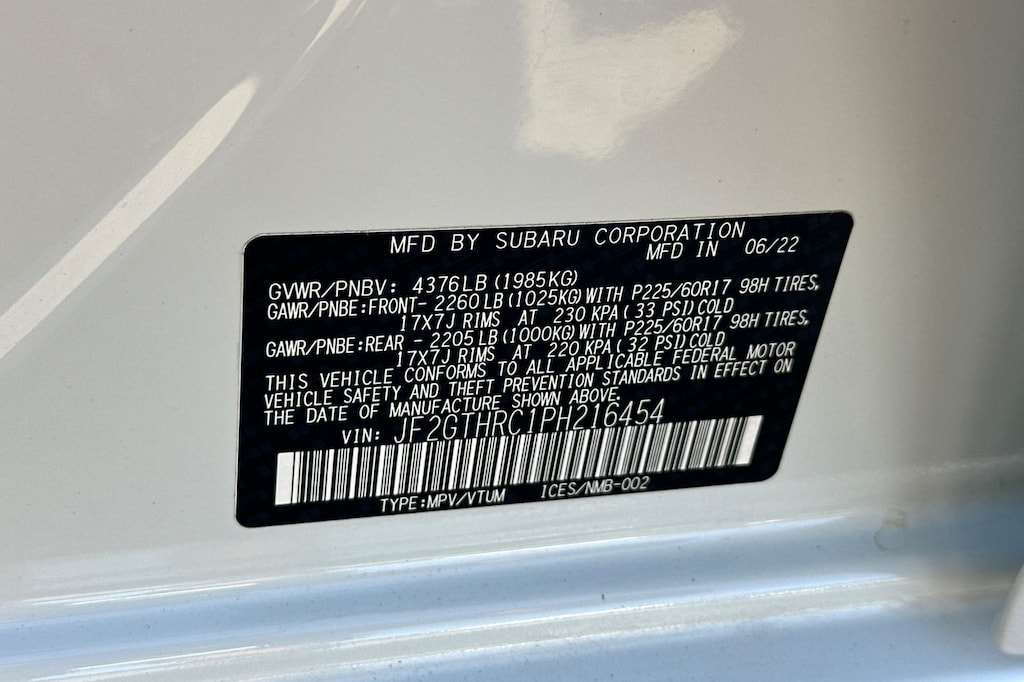 MFD BY SUBARU CORPORATION
MFD IN 06/22
GVWR/PNBV: 4376LB(1985KG)
GAWR/PNBE:FRONT- 2260LB(1025KG)WITH P225/60R17 98H TIRES,
17X7J RIMS AT 230 KPA( 33 PSI)COLD
GAWR/PNBE:REAR - 2205LB(1000KG)WITH P225/60R17 98H TIRES,
17X7J RIMS AT 220 KPA( 32 PSI)COLD
THIS VEHICLE CONFORMS TO ALL APPLICABLE FEDERAL MOTOR
VEHICLE SAFETY AND THEFT PREVENTION STANDARDS IN EFFECT ON
THE DATE OF MANUFACTURE SHOWN ABOVE.
VIN: JF2GTHRC1PH216454
TYPE:MPV/VTUM ICES/NMB-002